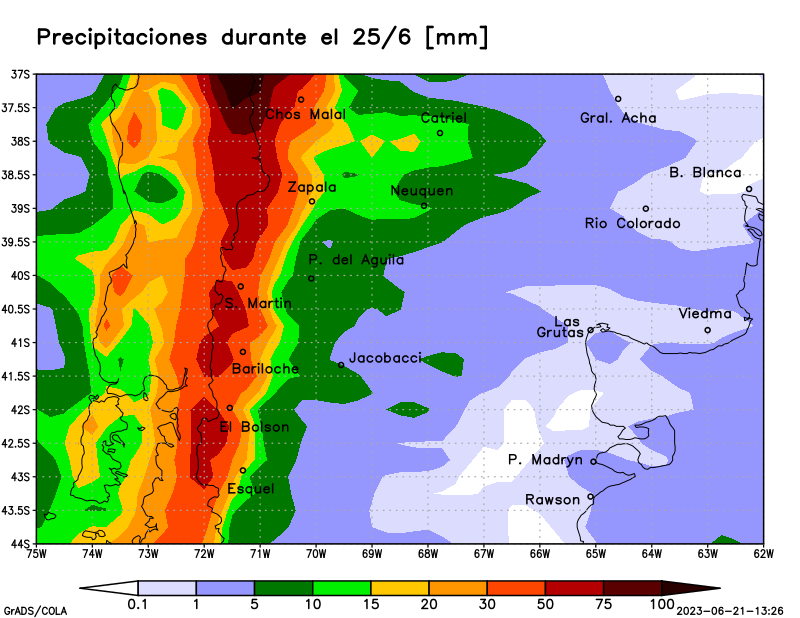 Precipitaciones durante el 25/6 [mm]
37S
37.5S
38S
38.5S
39S
39.5S
40S
40.5S
41S
41.5S
42S
42.5S
43S
43.5S
44S
Chos Malal
Catriel
Gral. Acha
B. Blanca
Zapala
Neuquen
Rio Colorado
P. del Aguila
S. Martin
Viedma
Las
Grutas
Bariloche
Jacobacci
El Bolson
P. Madryn
Esquel
Rawson
75W 74W 73W 72W 71W 70W 69W 68W 67W 66W 65W 64W 63W 62W
0.1 1 5 10 15 20 30 50 75 100
GrADS/COLA
2023-06-21-13:26